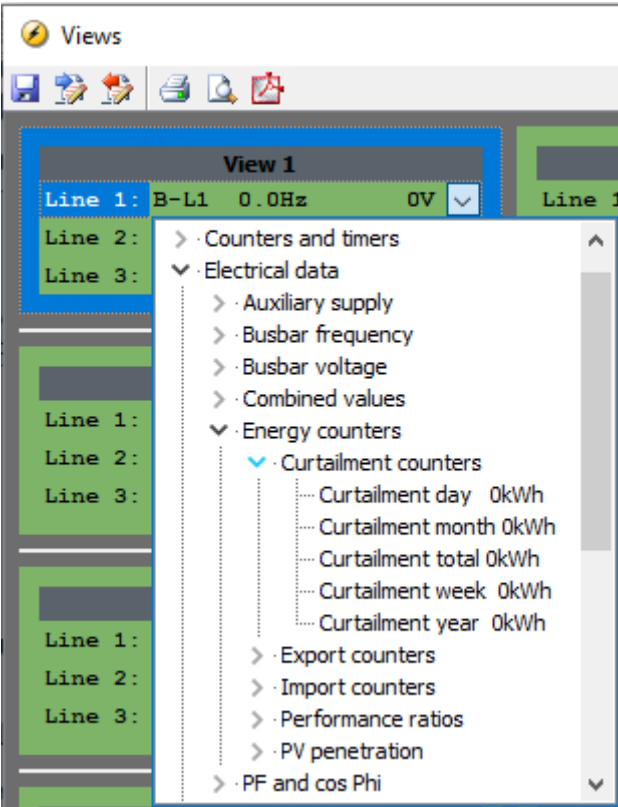 Views
View 1
Line 1: B-L1 0.0Hz 0V
Line 1
Line 2:
Line 3:
Counters and timers
Electrical data
Auxiliary supply
Busbar frequency
Busbar voltage
Combined values
Energy counters
Curtailment counters
Curtailment day 0kWh
Curtailment month 0kWh
Curtailment total 0kWh
Curtailment week 0kWh
Curtailment year 0kWh
Export counters
Import counters
Performance ratios
PV penetration
PF and cos Phi
Line 1:
Line 2:
Line 3:
Line 1:
Line 2:
Line 3: